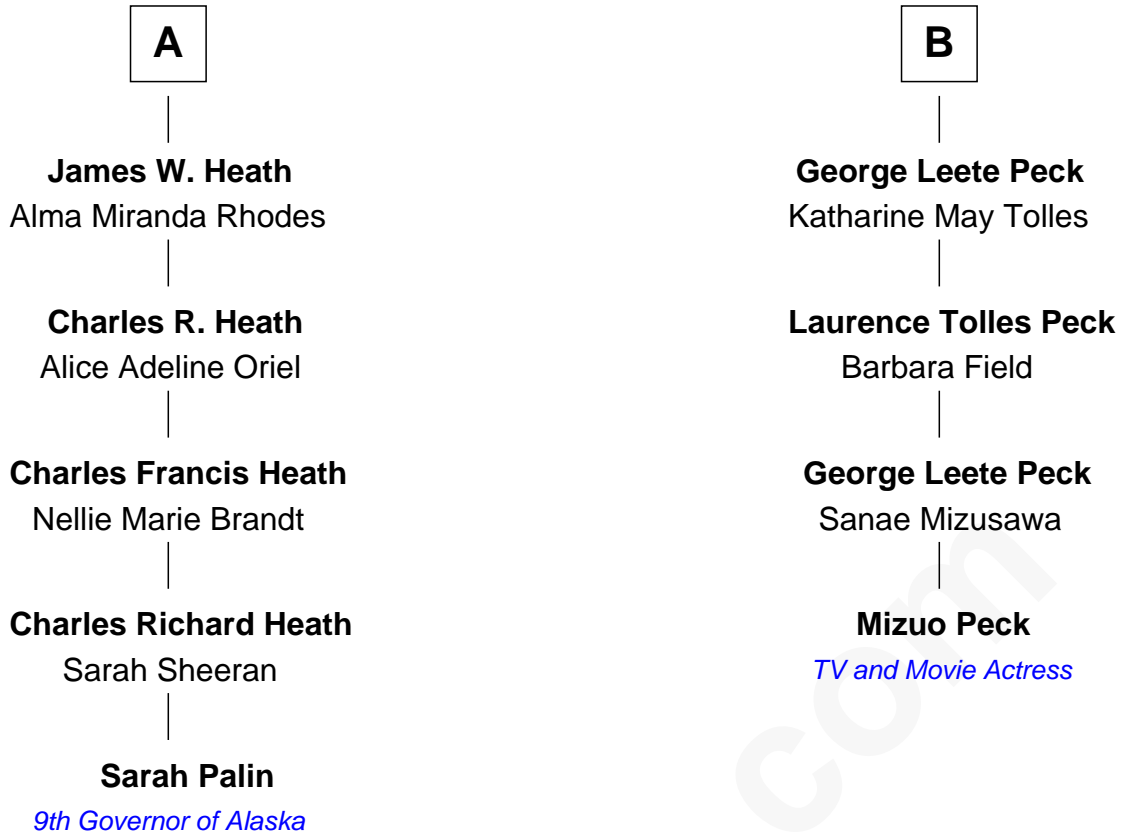 A
James W. Heath
Alma Miranda Rhodes
Charles R. Heath
Alice Adeline Oriel
Charles Francis Heath
Nellie Marie Brandt
Charles Richard Heath
Sarah Sheeran
Sarah Palin
9th Governor of Alaska
B
George Leete Peck
Katharine May Tolles
Laurence Tolles Peck
Barbara Field
George Leete Peck
Sanae Mizusawa
Mizuo Peck
TV and Movie Actress
com